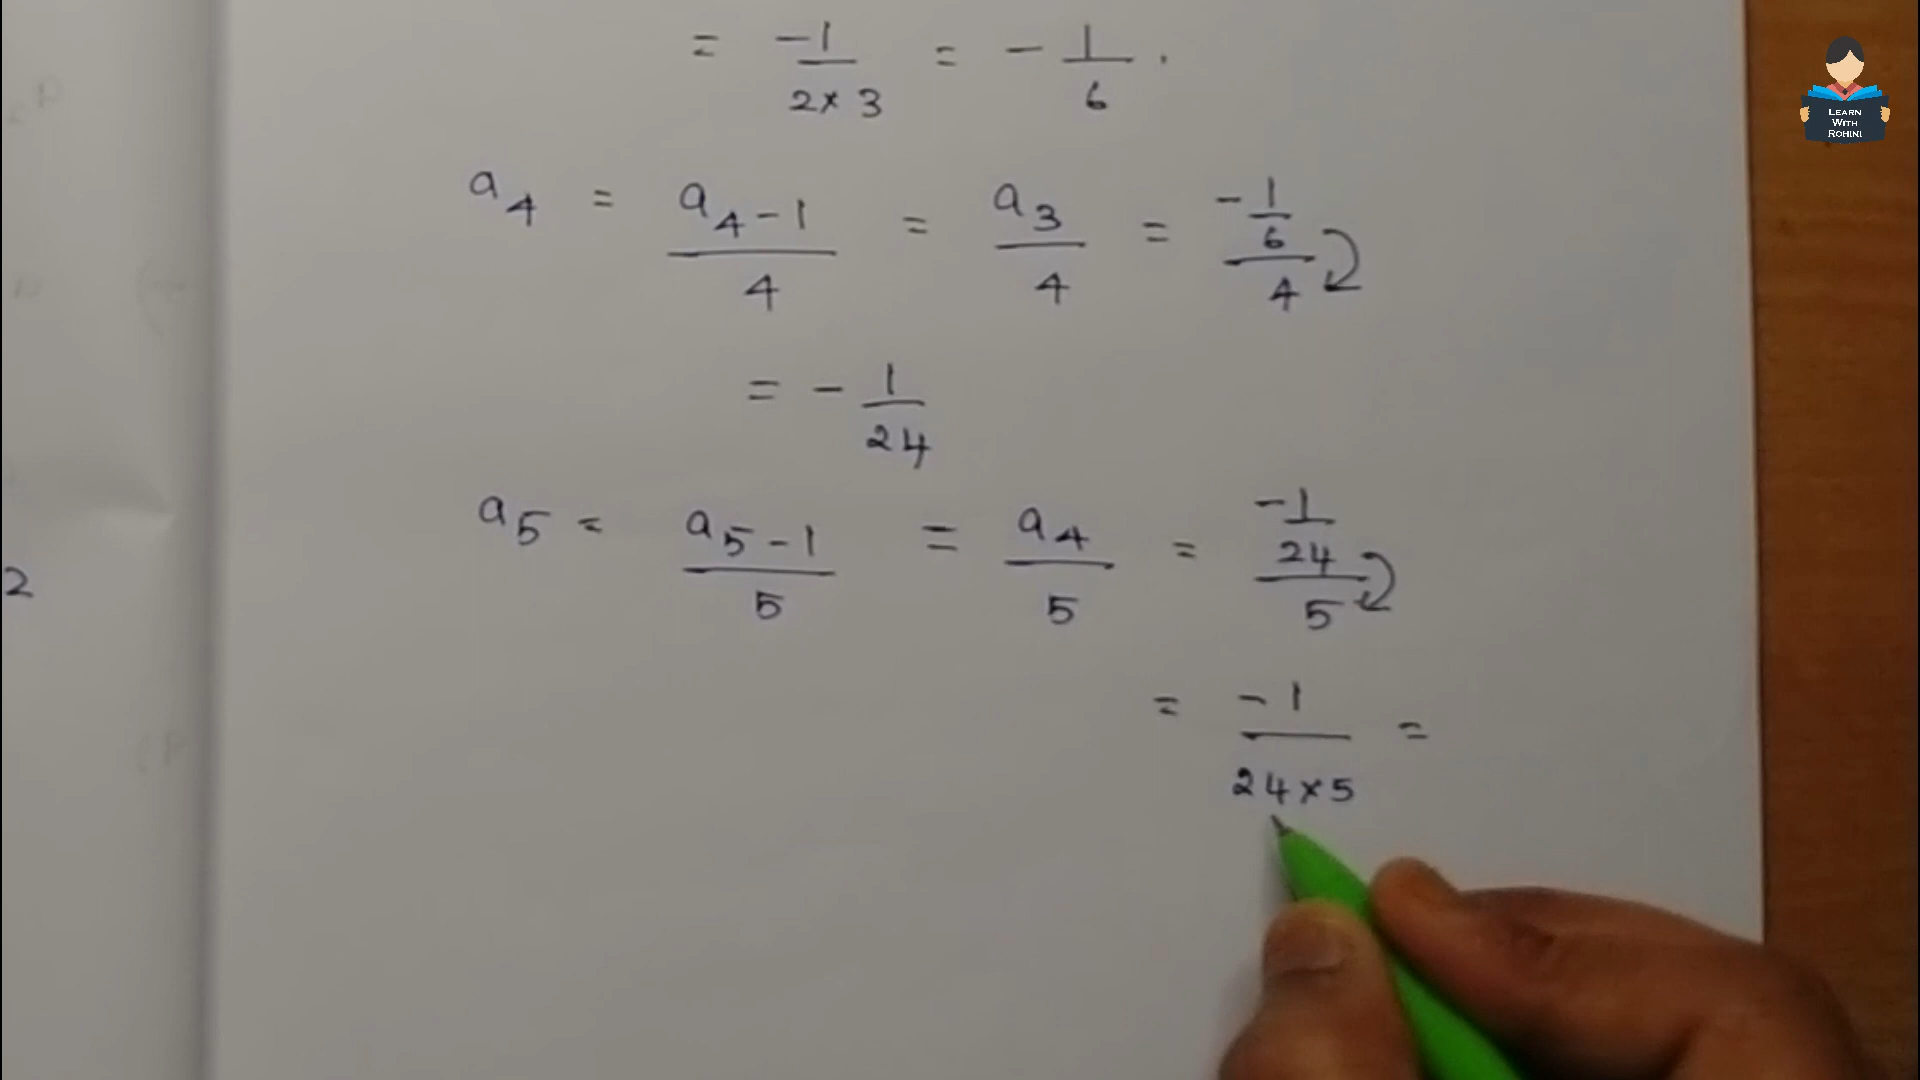 = -1/(2×3) = -1/6.
a₄ = a₄₋₁/4 = a₃/4 = (-1/6)/4
= -1/24
a₅ = a₅₋₁/5 = a₄/5 = (-1/24)/5
2
= -1/(24×5) =
LEARN
WITH
ROHINI